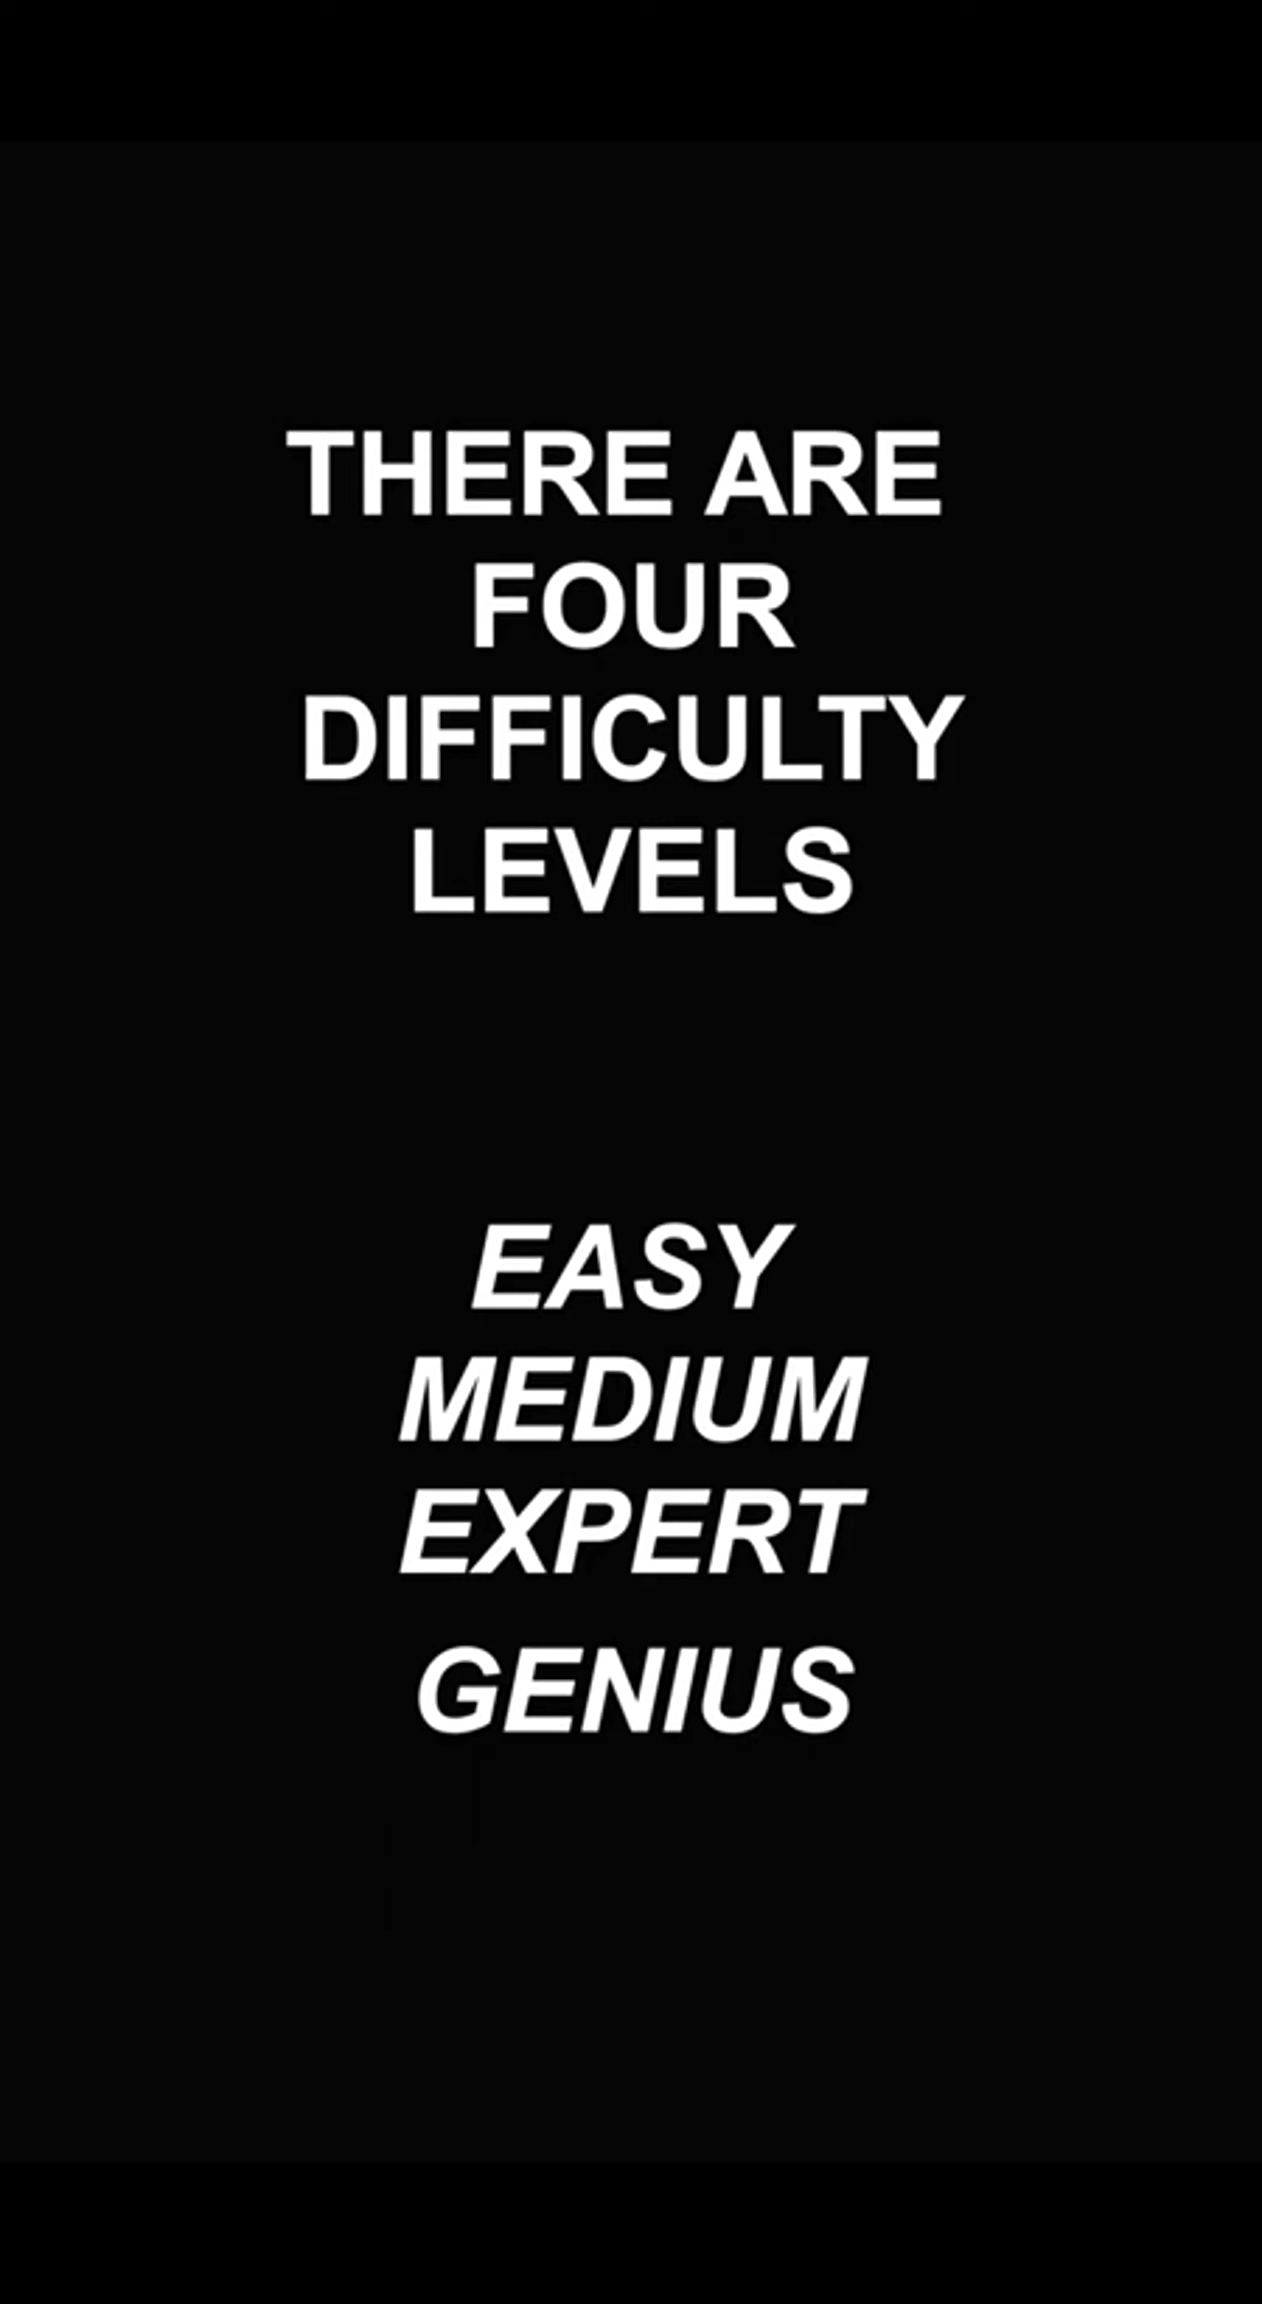 THERE ARE
FOUR
DIFFICULTY
LEVELS
EASY
MEDIUM
EXPERT
GENIUS